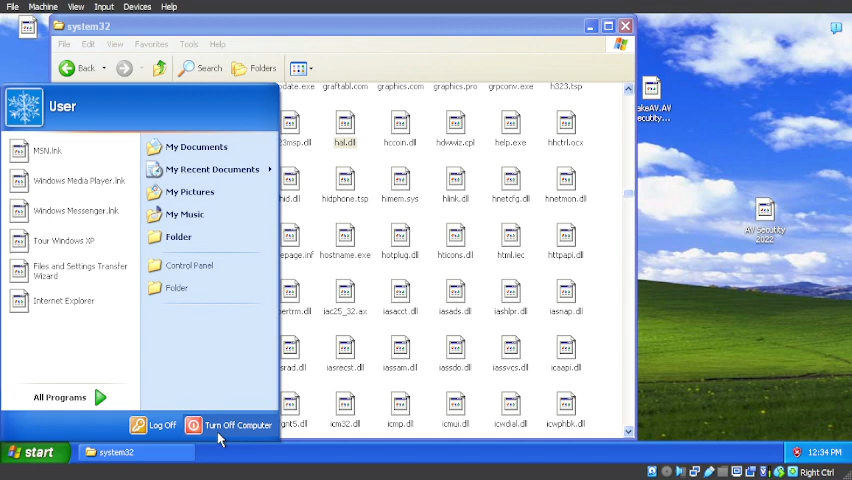 File Machine View Input Devices Help
system32
File Edit View Favorites Tools Help
Back Search Folders
graftabl.com graphics.com graphics.pro grpconv.exe h323.tsp
hal.dll hccoin.dll hdwwiz.cpl help.exe hhctrl.ocx
hid.dll hidphone.tsp himem.sys hlink.dll hnetcfg.dll hnetmon.dll
hostname.exe hotplug.dll hticons.dll html.iec httpapi.dll
iac25_32.ax iasacct.dll iasads.dll iashlpr.dll iasnap.dll
iasrecst.dll iassam.dll iassdo.dll iassvcs.dll icaapi.dll
icm32.dll icmp.dll icmui.dll icwdial.dll icwphbk.dll
User
MSN.lnk
Windows Media Player.lnk
Windows Messenger.lnk
Tour Windows XP
Files and Settings Transfer
Wizard
Internet Explorer
All Programs
My Documents
My Recent Documents
My Pictures
My Music
Folder
Control Panel
Folder
Log Off Turn Off Computer
AV Secutity
2022
start system32 12:34 PM
Right Ctrl